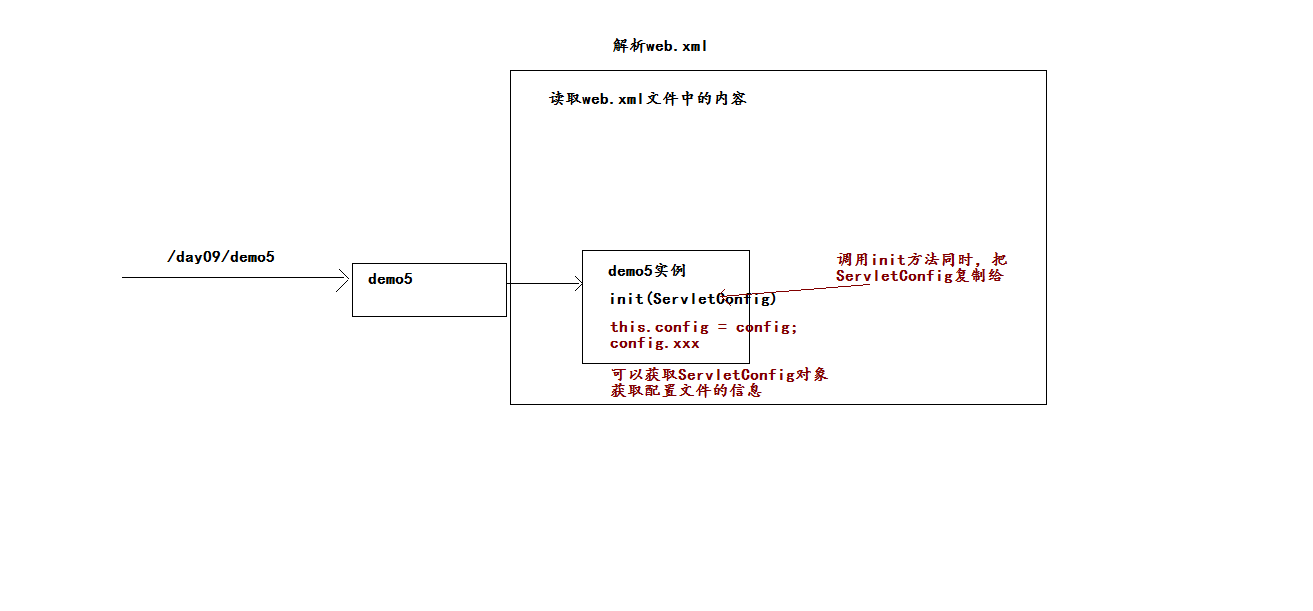 解析web.xml
读取web.xml文件中的内容
/day09/demo5
demo5
demo5实例
init(ServletConfig)
this.config = config;
config.xxx
可以获取ServletConfig对象
获取配置文件的信息
调用init方法同时，把
ServletConfig复制给